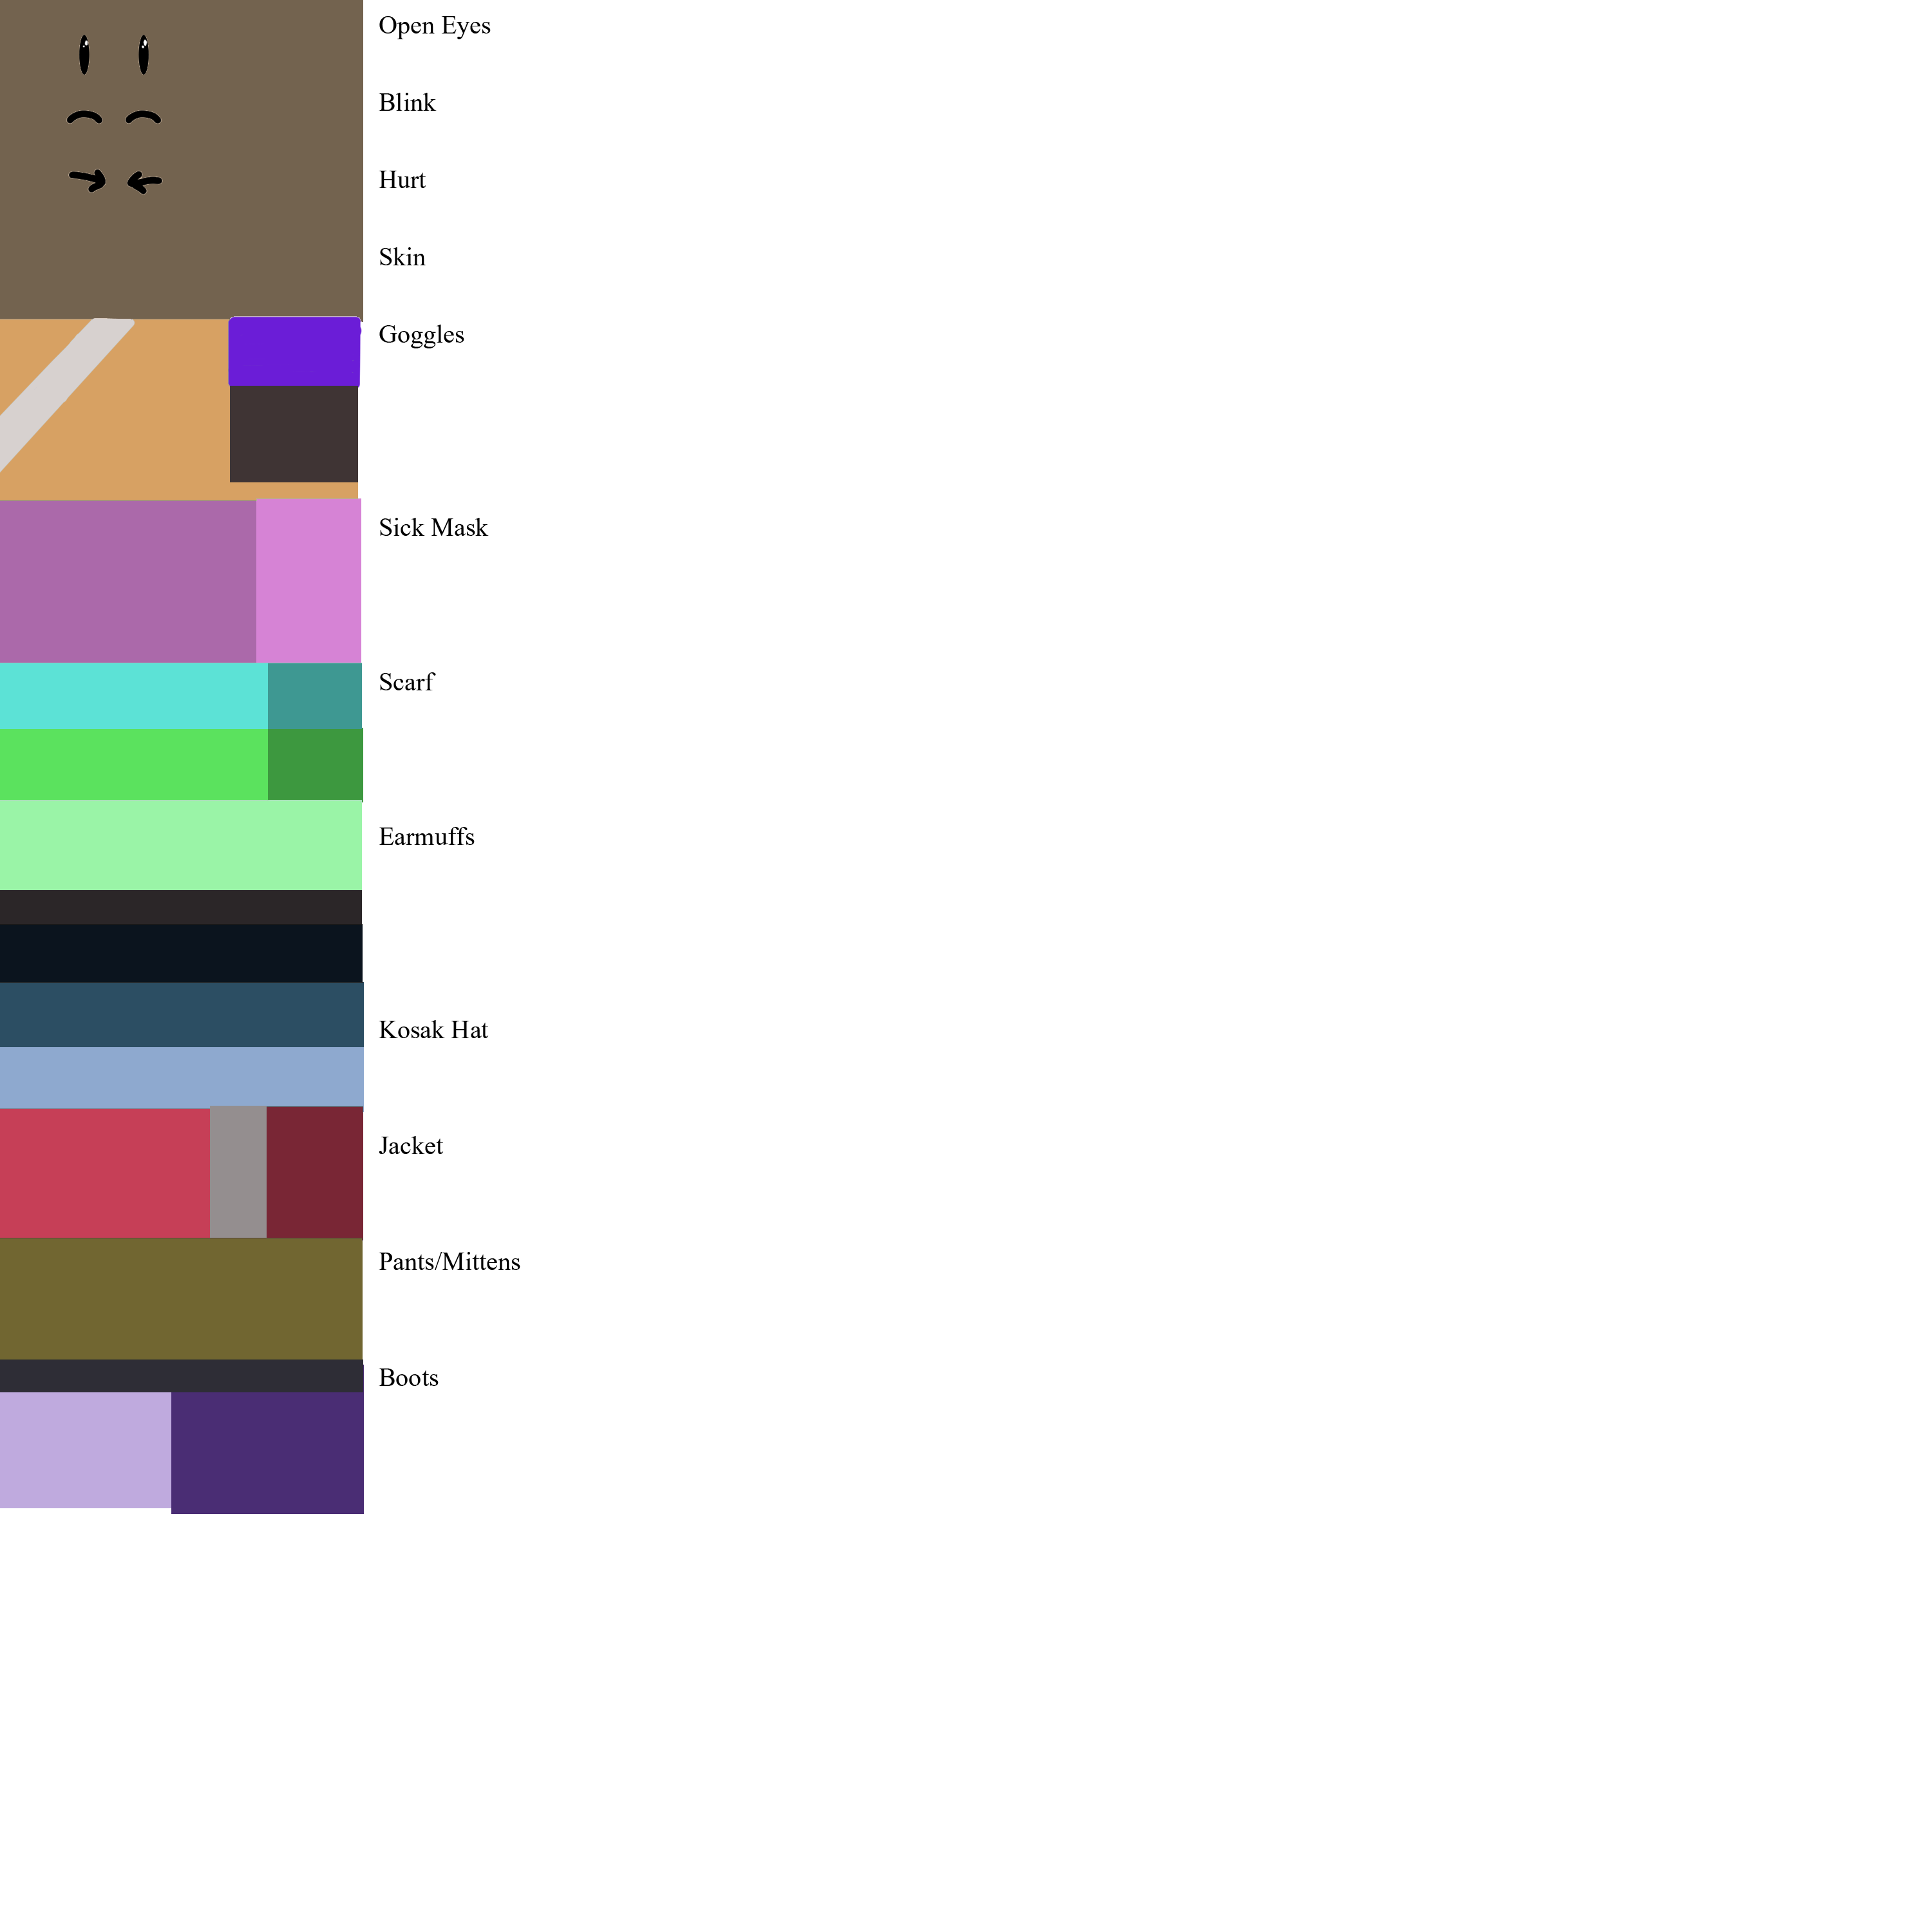 Open Eyes
Blink
Hurt
Skin
Goggles
Sick Mask
Scarf
Earmuffs
Kosak Hat
Jacket
Pants/Mittens
Boots